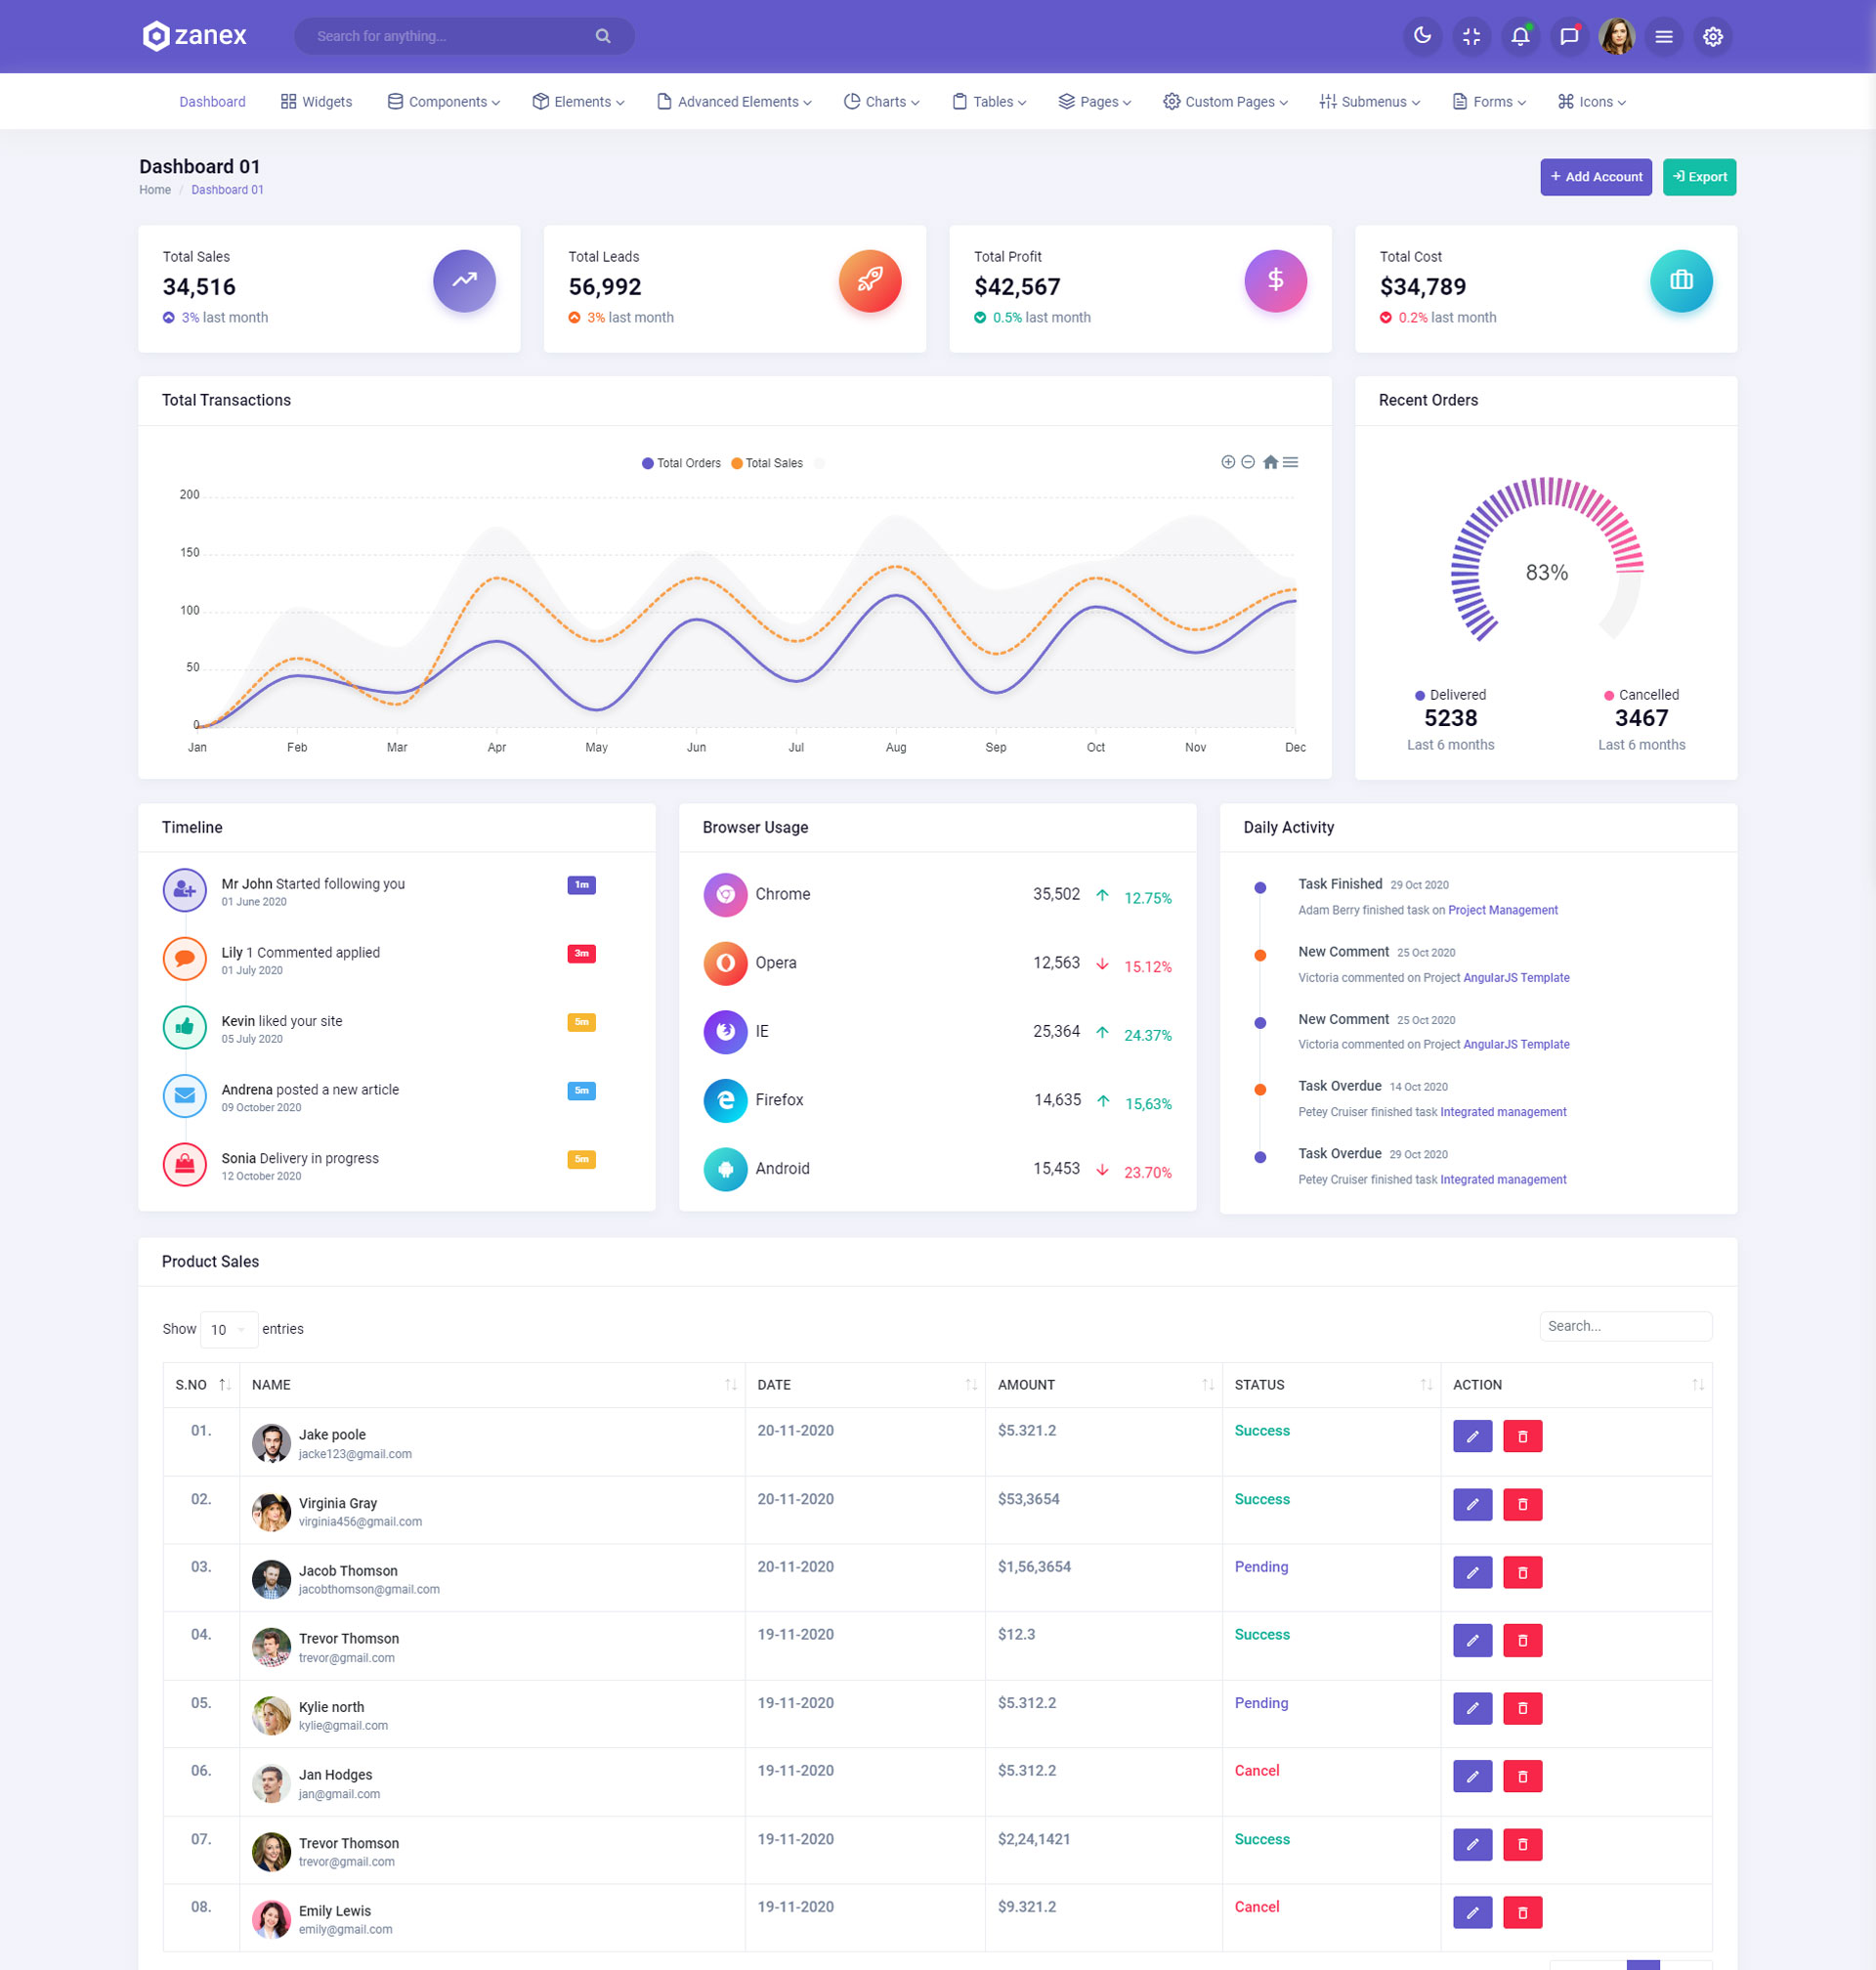 zanex
Search for anything...
Dashboard Widgets Components Elements Advanced Elements Charts Tables Pages Custom Pages Submenus Forms Icons
Dashboard 01
Home / Dashboard 01
+ Add Account Export
Total Sales
34,516
3% last month
Total Leads
56,992
3% last month
Total Profit
$42,567
0.5% last month
Total Cost
$34,789
0.2% last month
Total Transactions
Total Orders Total Sales
200
150
100
50
0
Jan Feb Mar Apr May Jun Jul Aug Sep Oct Nov Dec
Recent Orders
83%
Delivered
5238
Last 6 months
Cancelled
3467
Last 6 months
Timeline
Mr John Started following you 1m
01 June 2020
Lily 1 Commented applied 3m
01 July 2020
Kevin liked your site 5m
05 July 2020
Andrena posted a new article 5m
09 October 2020
Sonia Delivery in progress 5m
12 October 2020
Browser Usage
Chrome 35,502 12.75%
Opera 12,563 15.12%
IE 25,364 24.37%
Firefox 14,635 15,63%
Android 15,453 23.70%
Daily Activity
Task Finished 29 Oct 2020
Adam Berry finished task on Project Management
New Comment 25 Oct 2020
Victoria commented on Project AngularJS Template
New Comment 25 Oct 2020
Victoria commented on Project AngularJS Template
Task Overdue 14 Oct 2020
Petey Cruiser finished task Integrated management
Task Overdue 29 Oct 2020
Petey Cruiser finished task Integrated management
Product Sales
Show 10 entries
Search...
S.NO NAME DATE AMOUNT STATUS ACTION
01. Jake poole 20-11-2020 $5.321.2 Success
jacke123@gmail.com
02. Virginia Gray 20-11-2020 $53,3654 Success
virginia456@gmail.com
03. Jacob Thomson 20-11-2020 $1,56,3654 Pending
jacobthomson@gmail.com
04. Trevor Thomson 19-11-2020 $12.3 Success
trevor@gmail.com
05. Kylie north 19-11-2020 $5.312.2 Pending
kylie@gmail.com
06. Jan Hodges 19-11-2020 $5.312.2 Cancel
jan@gmail.com
07. Trevor Thomson 19-11-2020 $2,24,1421 Success
trevor@gmail.com
08. Emily Lewis 19-11-2020 $9.321.2 Cancel
emily@gmail.com